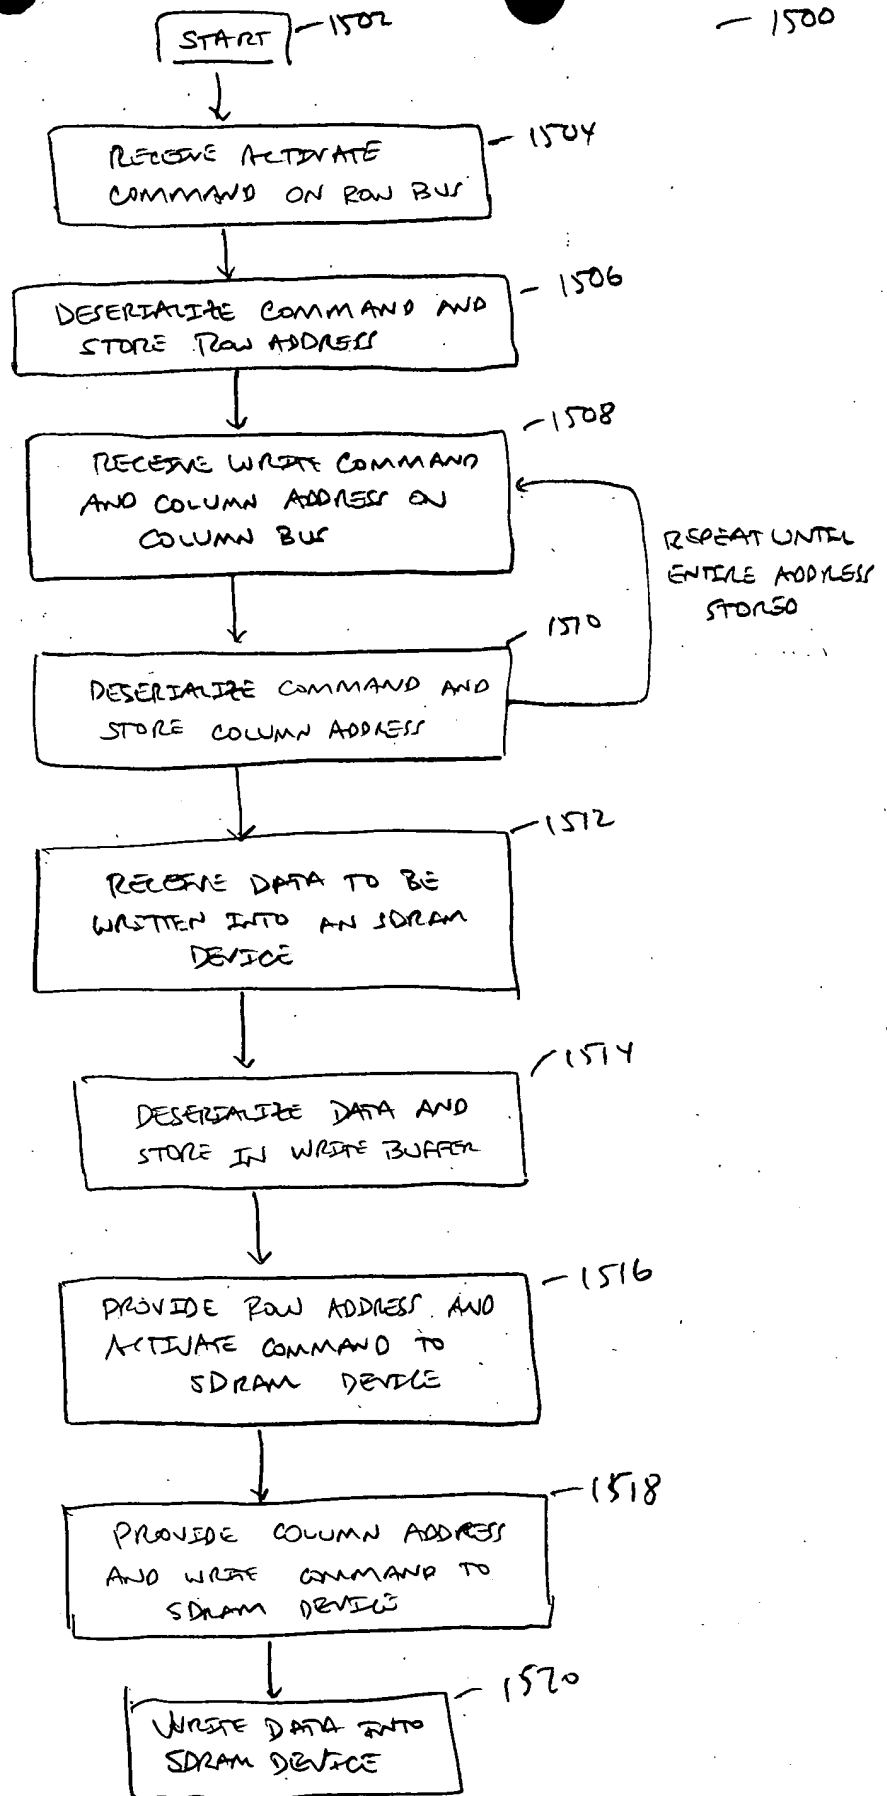 1500
START 1502
RECEIVE ACTIVATE
COMMAND ON ROW BUS
1504
DESERIALIZE COMMAND AND
STORE ROW ADDRESS
1506
RECEIVE WRITE COMMAND
AND COLUMN ADDRESS ON
COLUMN BUS
1508
REPEAT UNTIL
ENTIRE ADDRESS
STORED
DESERIALIZE COMMAND AND
STORE COLUMN ADDRESS
1510
RECEIVE DATA TO BE
WRITTEN INTO AN SDRAM
DEVICE
1512
DESERIALIZE DATA AND
STORE IN WRITE BUFFER
1514
PROVIDE ROW ADDRESS AND
ACTIVATE COMMAND TO
SDRAM DEVICE
1516
PROVIDE COLUMN ADDRESS
AND WRITE COMMAND TO
SDRAM DEVICE
1518
WRITE DATA INTO
SDRAM DEVICE
1520